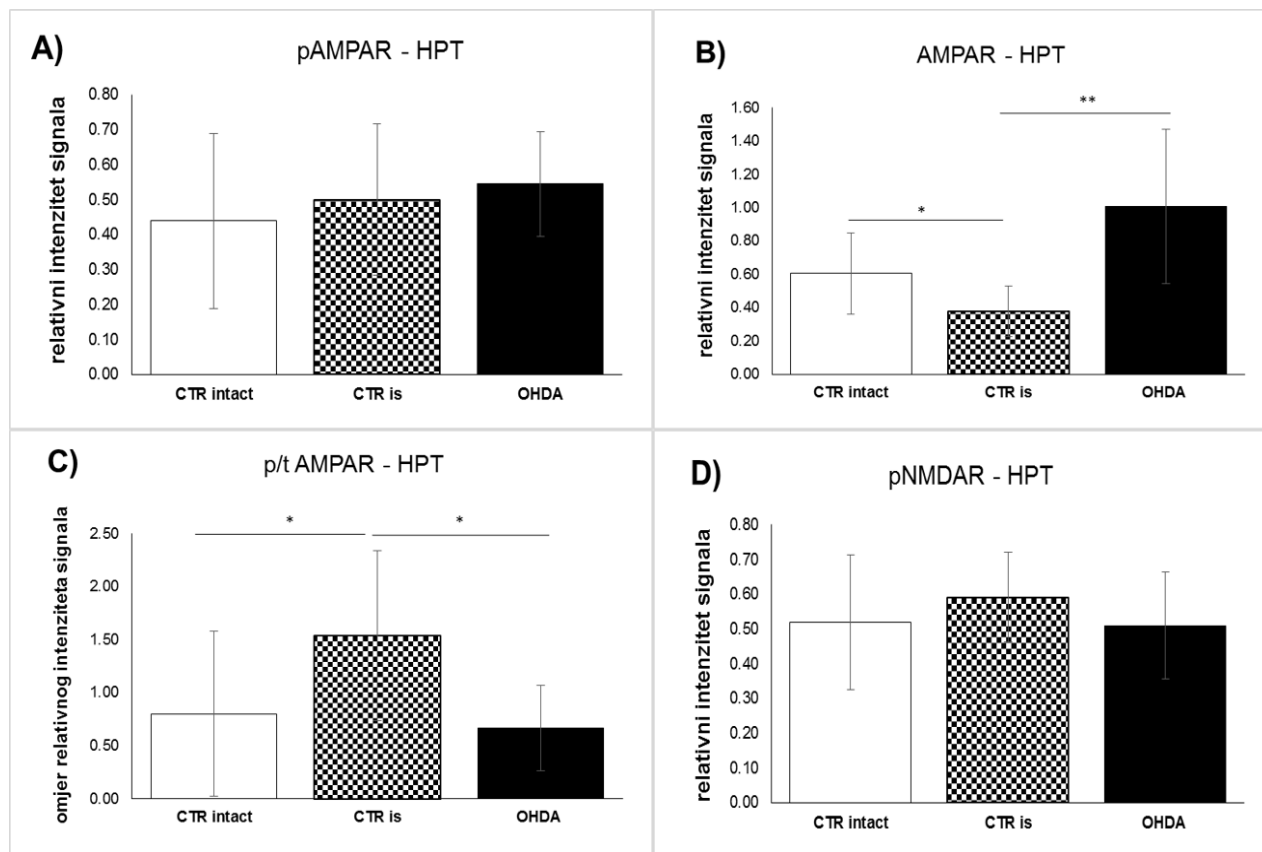 A)
pAMPAR - HPT
relativni intenzitet signala
0.80
0.70
0.60
0.50
0.40
0.30
0.20
0.10
0.00
CTR intact
CTR is
OHDA
B)
AMPAR - HPT
relativni intenzitet signala
1.60
1.40
1.20
1.00
0.80
0.60
0.40
0.20
0.00
*
**
CTR intact
CTR is
OHDA
C)
p/t AMPAR - HPT
omjer relativnog intenziteta signala
2.50
2.00
1.50
1.00
0.50
0.00
*
*
CTR intact
CTR is
OHDA
D)
pNMDAR - HPT
relativni intenzitet signala
0.80
0.70
0.60
0.50
0.40
0.30
0.20
0.10
0.00
CTR intact
CTR is
OHDA